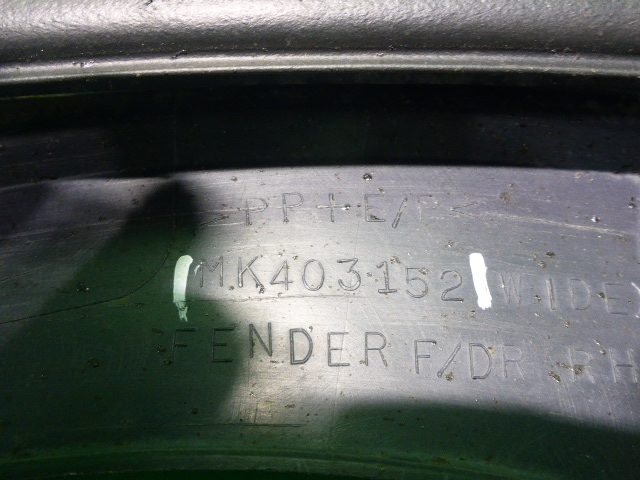 >PP+E/P<
MK403152 WIDE
FENDER F/DR RH